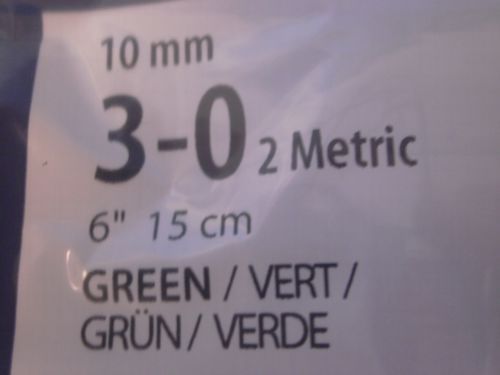 10 mm
3-0 2 Metric
6" 15 cm
GREEN / VERT /
GRÜN / VERDE